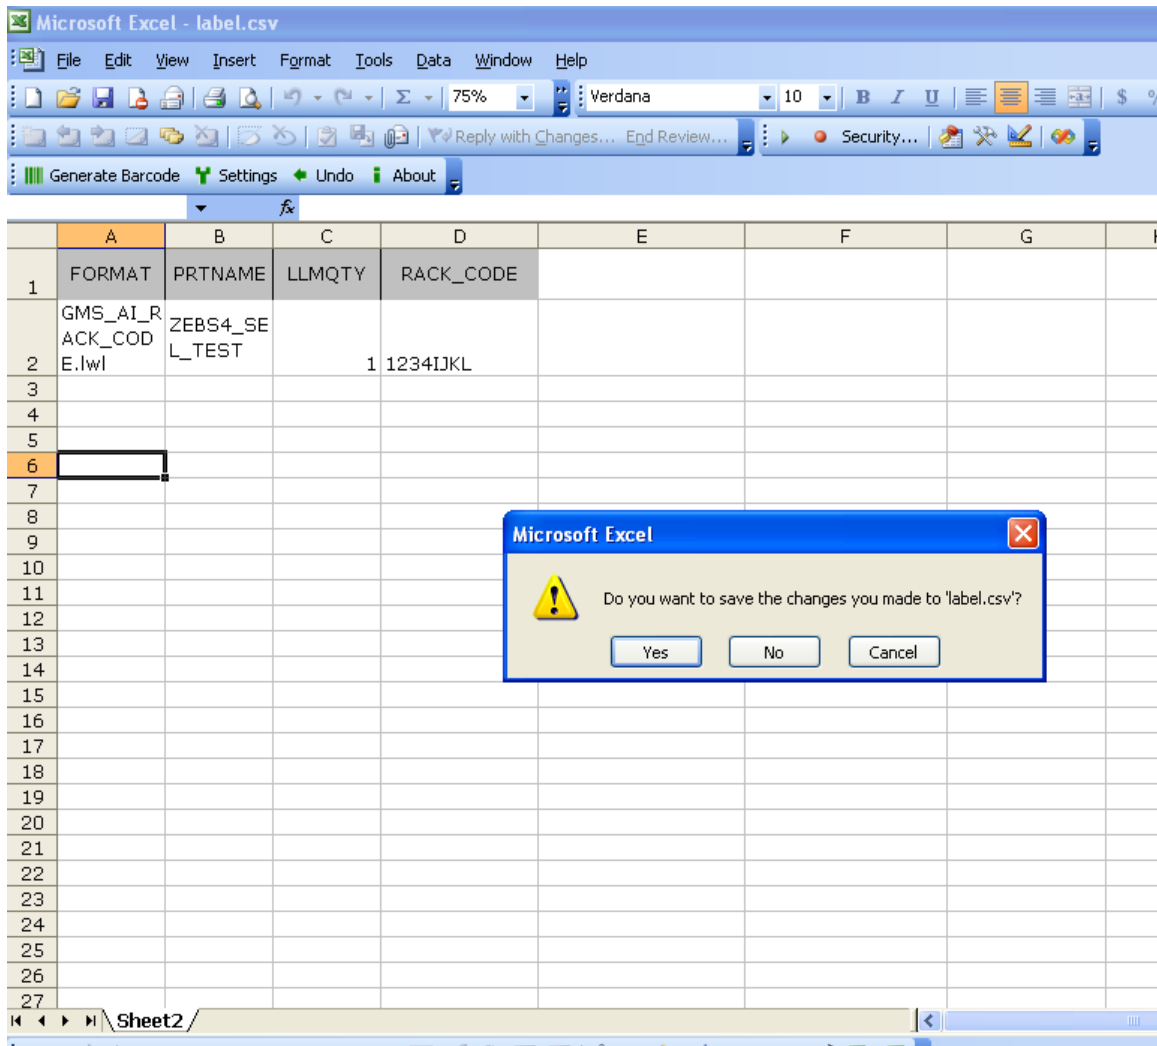 Microsoft Excel - label.csv
File Edit View Insert Format Tools Data Window Help
75% Verdana 10 B I U $ %
Reply with Changes... End Review... Security...
Generate Barcode Settings Undo About
fx
A B C D E F G
1 FORMAT PRTNAME LLMQTY RACK_CODE
2 GMS_AI_RACK_CODE.lwl ZEBS4_SEL_TEST 1 1234IJKL
3
4
5
6
7
8
9
10
11
12
13
14
15
16
17
18
19
20
21
22
23
24
25
26
27
Microsoft Excel
Do you want to save the changes you made to 'label.csv'?
Yes No Cancel
Sheet2